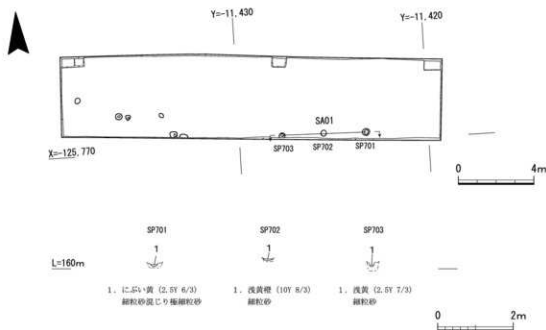 Y=-11,430
Y=-11,420
SA01
SP703
SP702
SP701
X=-125,770
0
4m
SP701
SP702
SP703
1
1
1
L=160m
1. にぶい黄 (2.5Y 6/3)
細粒砂混じり極細粒砂
1. 浅黄橙 (10Y 8/3)
細粒砂
1. 浅黄 (2.5Y 7/3)
細粒砂
0
2m